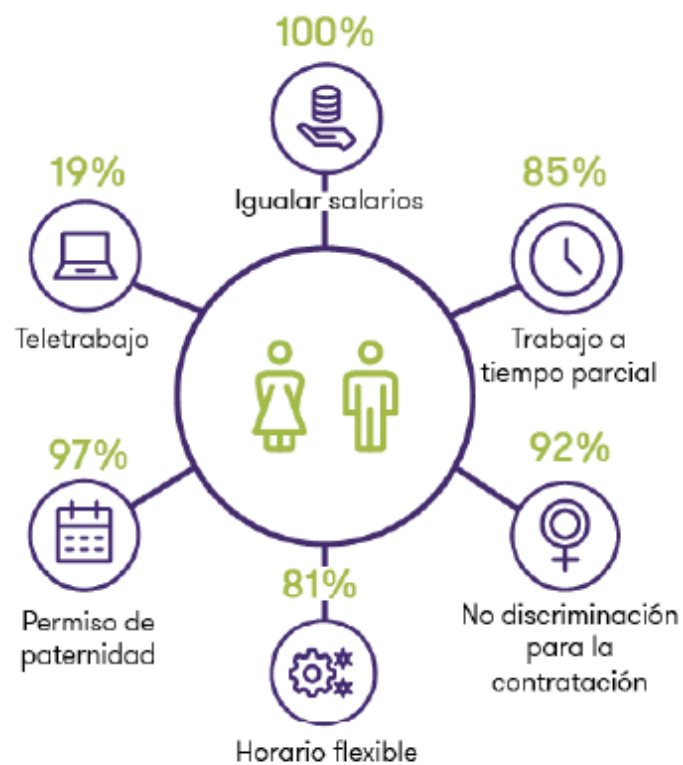 100%
Igualar salarios
19%
Teletrabajo
85%
Trabajo a
tiempo parcial
97%
Permiso de
paternidad
92%
No discriminación
para la
contratación
81%
Horario flexible